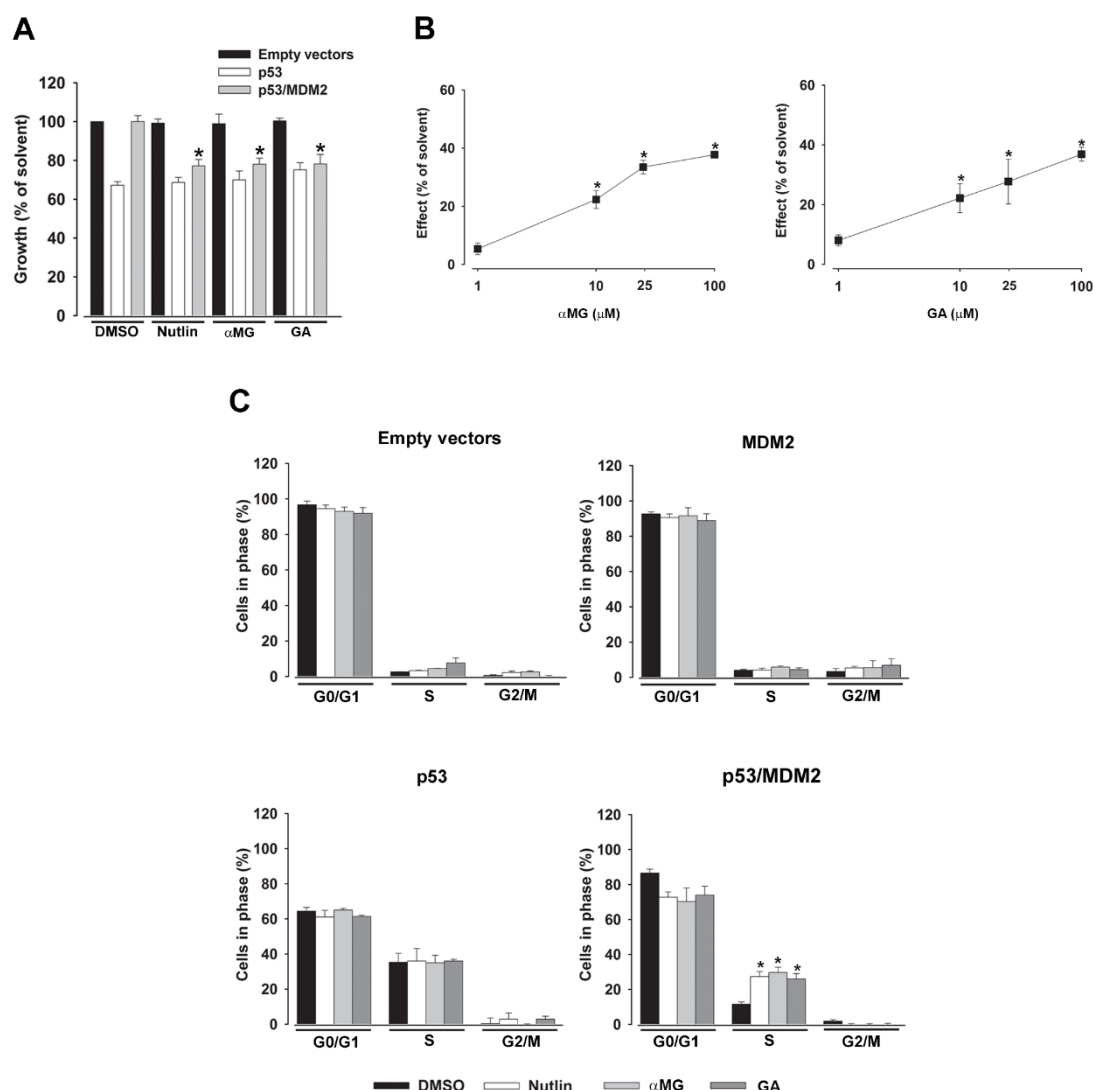 A
Empty vectors
p53
p53/MDM2
Growth (% of solvent)
120
100
80
60
40
20
0
DMSO Nutlin αMG GA
* * *
B
Effect (% of solvent)
60
40
20
0
* * *
1 10 25 100
αMG (μM)
Effect (% of solvent)
60
40
20
0
* * *
1 10 25 100
GA (μM)
C
Empty vectors
Cells in phase (%)
120
100
80
60
40
20
0
G0/G1 S G2/M
MDM2
Cells in phase (%)
120
100
80
60
40
20
0
G0/G1 S G2/M
p53
Cells in phase (%)
120
100
80
60
40
20
0
G0/G1 S G2/M
p53/MDM2
Cells in phase (%)
120
100
80
60
40
20
0
* * *
G0/G1 S G2/M
DMSO Nutlin αMG GA